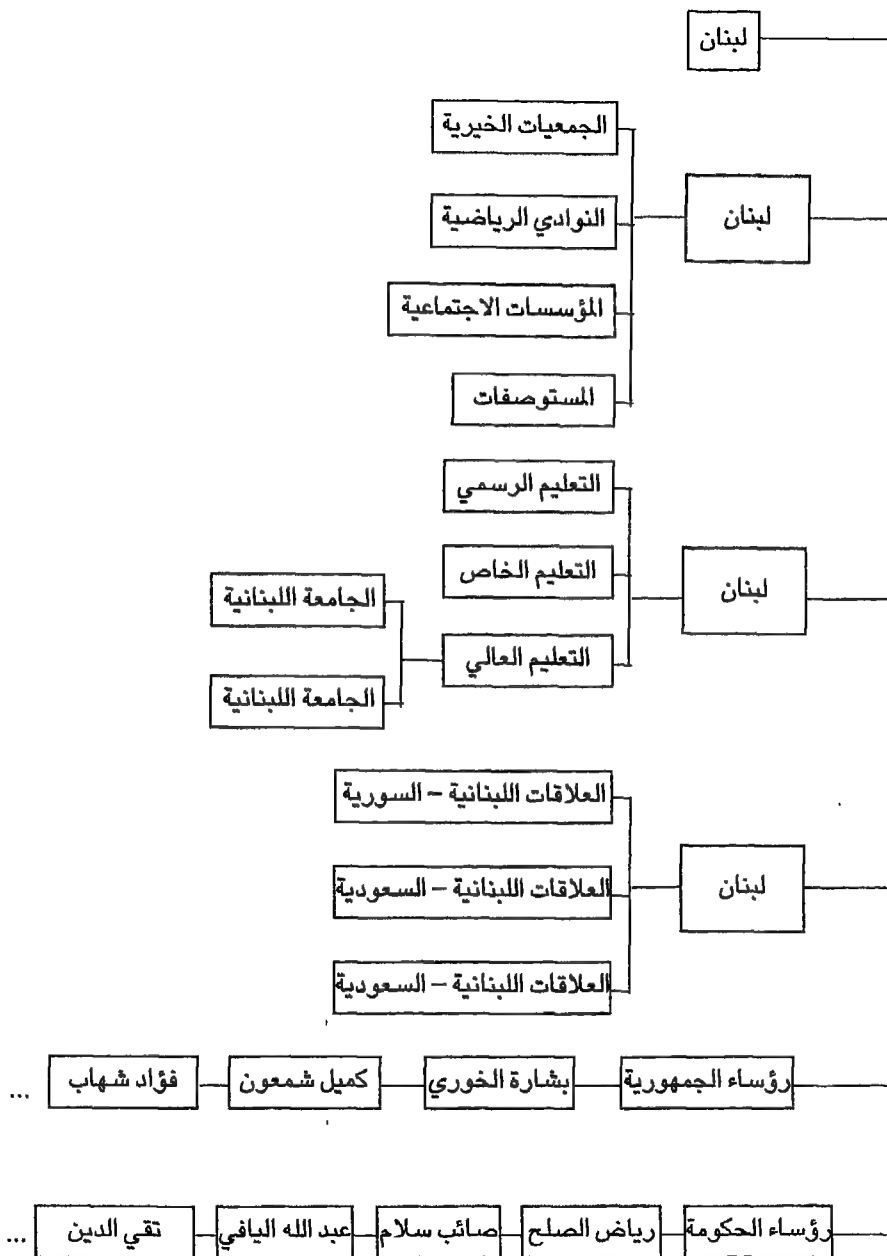 لبنان
الجمعيات الخيرية
لبنان
النوادي الرياضية
المؤسسات الاجتماعية
المستوصفات
التعليم الرسمي
لبنان
التعليم الخاص
الجامعة اللبنانية
التعليم العالي
الجامعة اللبنانية
العلاقات اللبنانية – السورية
لبنان
العلاقات اللبنانية – السعودية
العلاقات اللبنانية – السعودية
رؤساء الجمهورية بشارة الخوري كميل شمعون فؤاد شهاب ...
رؤساء الحكومة رياض الصلح صائب سلام عبد الله اليافي تقي الدين ...